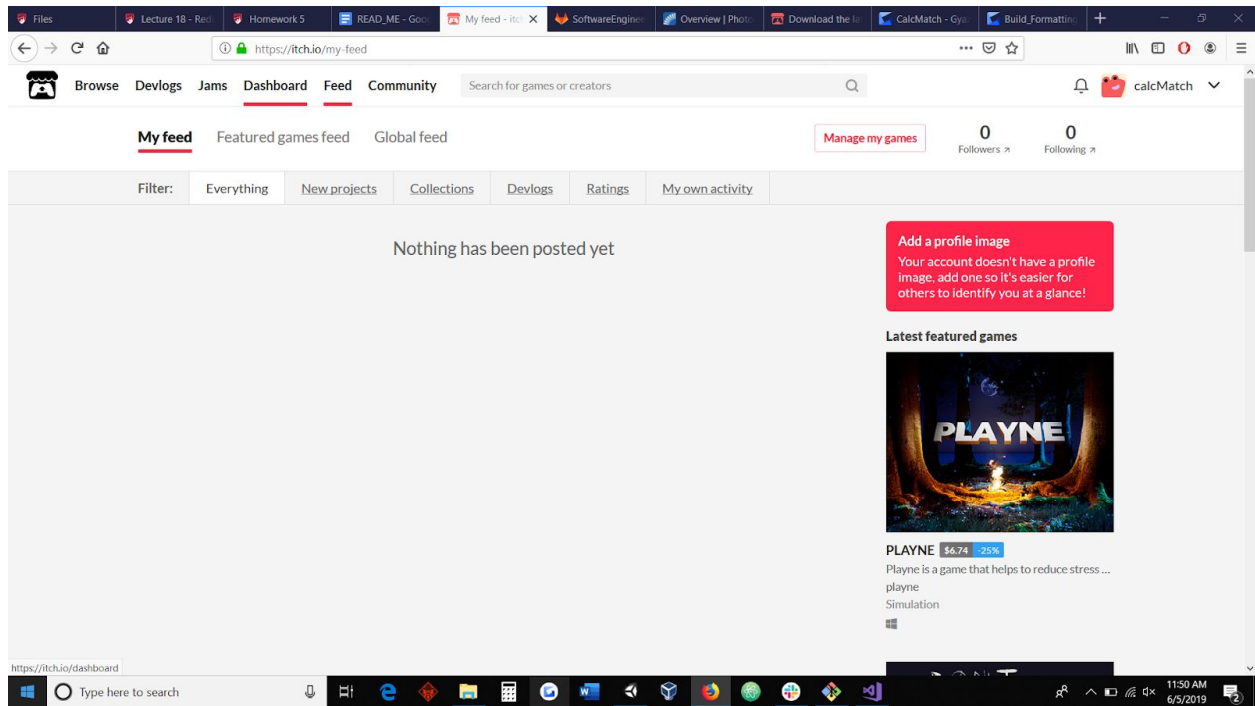 Files
Lecture 18 - Red
Homework 5
READ_ME - Goo
My feed - itc
SoftwareEnginee
Overview | Photo
Download the la
CalcMatch - Gya
Build_Formatting
https://itch.io/my-feed
Browse Devlogs Jams Dashboard Feed Community
Search for games or creators
calcMatch
My feed Featured games feed Global feed
Manage my games
0
Followers
0
Following
Filter: Everything New projects Collections Devlogs Ratings My own activity
Nothing has been posted yet
Add a profile image
Your account doesn't have a profile
image, add one so it's easier for
others to identify you at a glance!
Latest featured games
PLAYNE
PLAYNE $6.74 -25%
Playne is a game that helps to reduce stress ...
playne
Simulation
https://itch.io/dashboard
Type here to search
11:50 AM
6/5/2019
2